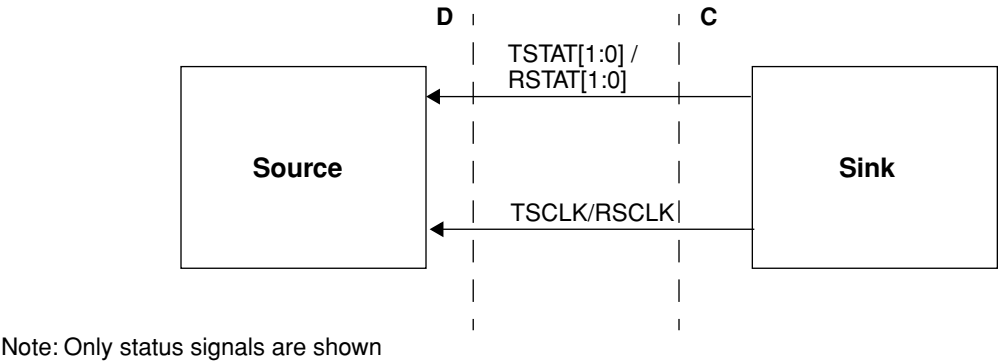 D
C
TSTAT[1:0] /
RSTAT[1:0]
Source
Sink
TSCLK/RSCLK
Note: Only status signals are shown